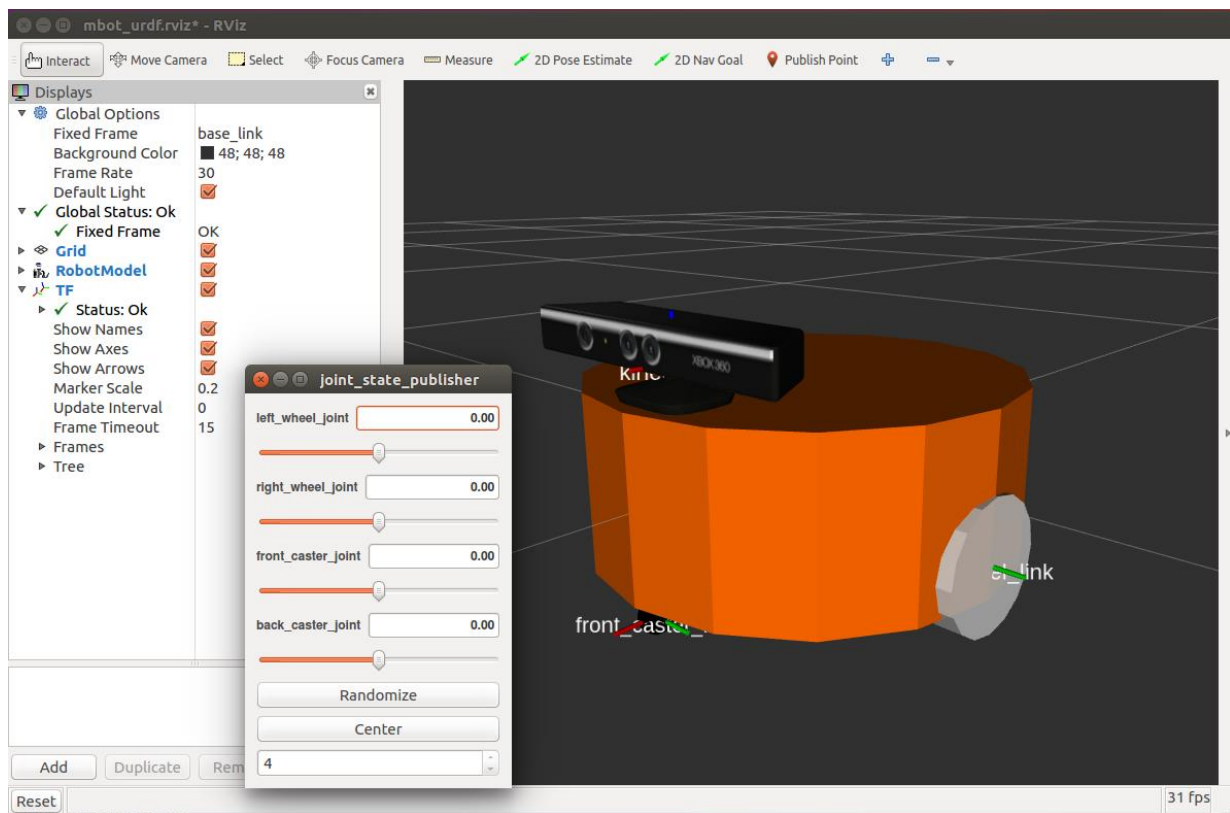 mbot_urdf.rviz* - RViz
Interact Move Camera Select Focus Camera Measure 2D Pose Estimate 2D Nav Goal Publish Point
Displays
Global Options
Fixed Frame base_link
Background Color 48; 48; 48
Frame Rate 30
Default Light
Global Status: Ok
Fixed Frame OK
Grid
RobotModel
TF
Status: Ok
Show Names
Show Axes
Show Arrows
Marker Scale 0.2
Update Interval 0
Frame Timeout 15
Frames
Tree
Add Duplicate Rem
Reset
joint_state_publisher
left_wheel_joint 0.00
right_wheel_joint 0.00
front_caster_joint 0.00
back_caster_joint 0.00
Randomize
Center
4
XBOX 360
el_link
front_caster_
31 fps